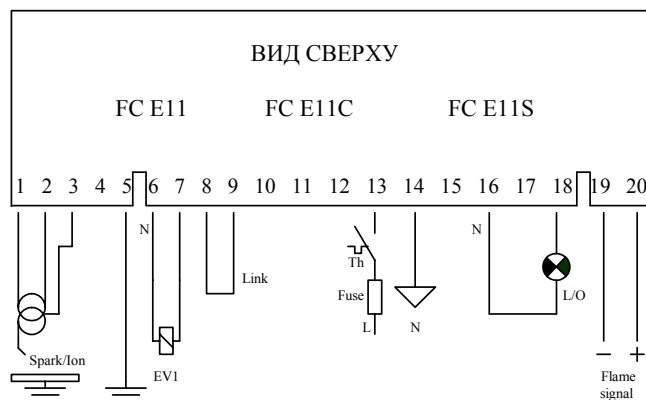 ВИД СВЕРХУ
FC E11 FC E11C FC E11S
1 2 3 4 5 6 7 8 9 10 11 12 13 14 15 16 17 18 19 20
N N
Th
Link
Fuse L/O
L N
Spark/Ion EV1 − +
Flame
signal